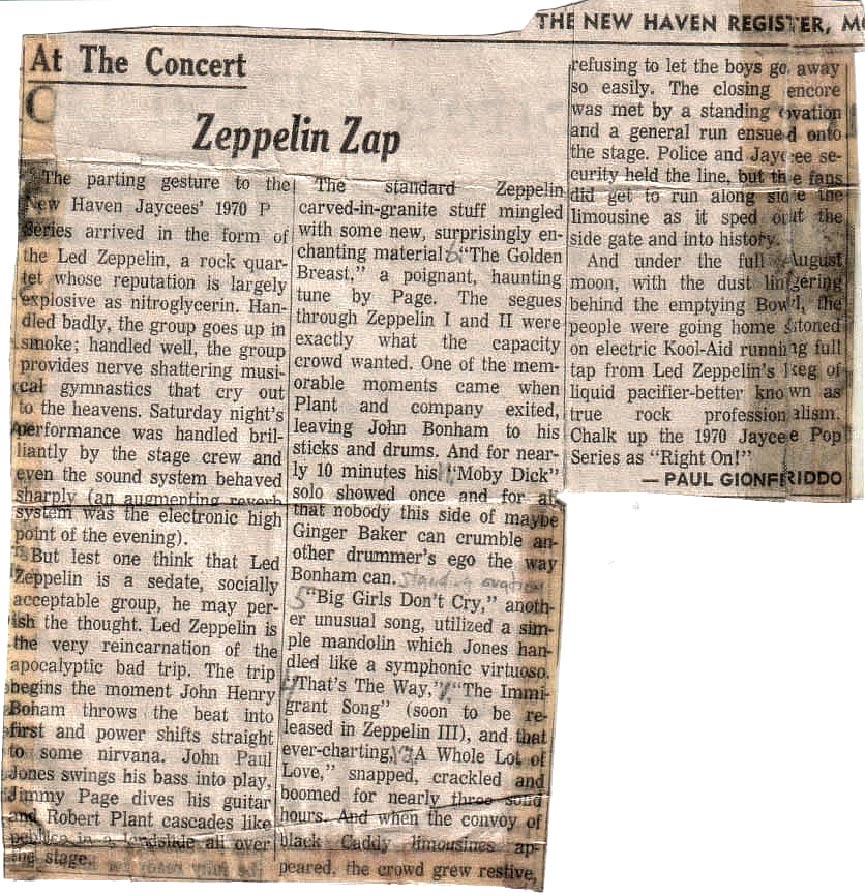 THE NEW HAVEN REGISTER, M
At The Concert
Zeppelin Zap
The parting gesture to the
New Haven Jaycees' 1970 P
Series arrived in the form of
the Led Zeppelin, a rock quar-
tet whose reputation is largely
explosive as nitroglycerin. Han-
dled badly, the group goes up in
smoke; handled well, the group
provides nerve shattering musi-
cal gymnastics that cry out
to the heavens. Saturday night's
performance was handled bril-
liantly by the stage crew and
even the sound system behaved
sharply (an augmenting reverb
system was the electronic high
point of the evening).
But lest one think that Led
Zeppelin is a sedate, socially
acceptable group, he may per-
ish the thought. Led Zeppelin is
the very reincarnation of the
apocalyptic bad trip. The trip
begins the moment John Henry
Boham throws the beat into
first and power shifts straight
to some nirvana. John Paul
Jones swings his bass into play.
Jimmy Page dives his guitar
and Robert Plant cascades like
in a landslide all over
the stage.
The standard Zeppelin
carved-in-granite stuff mingled
with some new, surprisingly en-
chanting material: "The Golden
Breast," a poignant, haunting
tune by Page. The segues
through Zeppelin I and II were
exactly what the capacity
crowd wanted. One of the mem-
orable moments came when
Plant and company exited,
leaving John Bonham to his
sticks and drums. And for near-
ly 10 minutes his "Moby Dick"
solo showed once and for all
that nobody this side of maybe
Ginger Baker can crumble an-
other drummer's ego the way
Bonham can. Standing ovation
5 "Big Girls Don't Cry," anoth-
er unusual song, utilized a sim-
ple mandolin which Jones han-
dled like a symphonic virtuoso.
"That's The Way," "The Immi-
grant Song" (soon to be re-
leased in Zeppelin III), and that
ever-charting, "A Whole Lot of
Love," snapped, crackled and
boomed for nearly three solid
hours. And when the convoy of
black Caddy limousines ap-
peared, the crowd grew restive,
refusing to let the boys go away
so easily. The closing encore
was met by a standing ovation
and a general run ensued onto
the stage. Police and Jaycee se-
curity held the line, but the fans
did get to run along side the
limousine as it sped out the
side gate and into history.
And under the full August
moon, with the dust lingering
behind the emptying Bowl, the
people were going home stoned
on electric Kool-Aid running full
tap from Led Zeppelin's keg of
liquid pacifier-better known as
true rock professionalism.
Chalk up the 1970 Jaycee Pop
Series as "Right On!"
— PAUL GIONFRIDDO